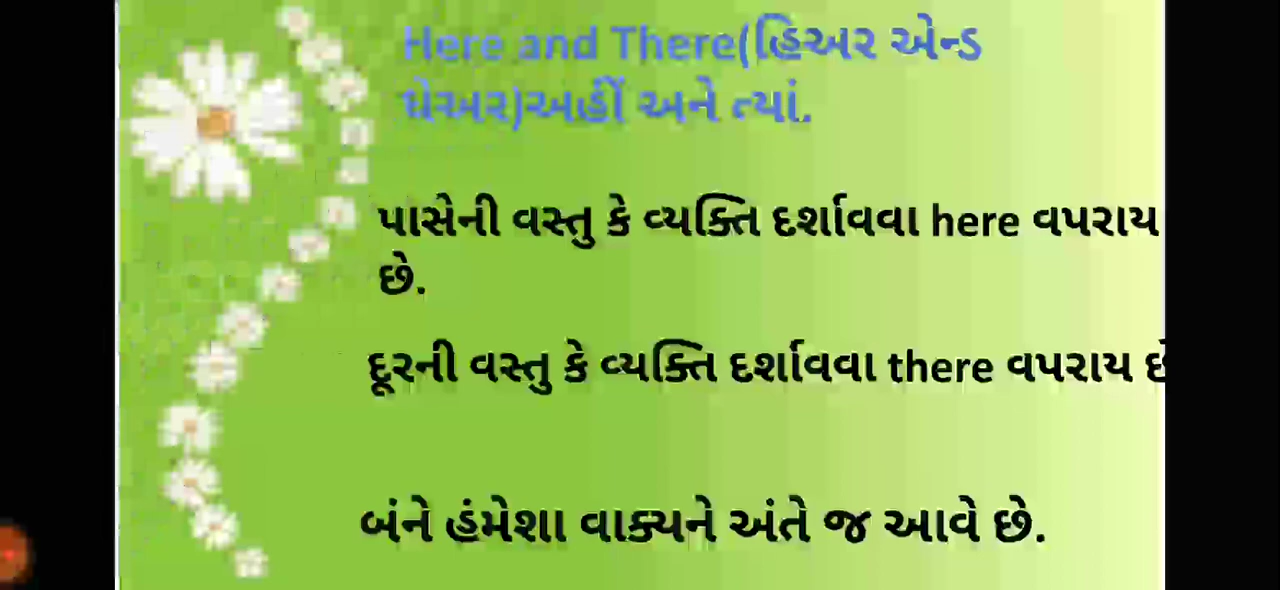 Here and There(હિઅર એન્ડ
ધેઅર)અહીં અને ત્યાં.
પાસેની વસ્તુ કે વ્યક્તિ દર્શાવવા here વપરાય
છે.
દૂરની વસ્તુ કે વ્યક્તિ દર્શાવવા there વપરાય છે
બંને હંમેશા વાક્યને અંતે જ આવે છે.